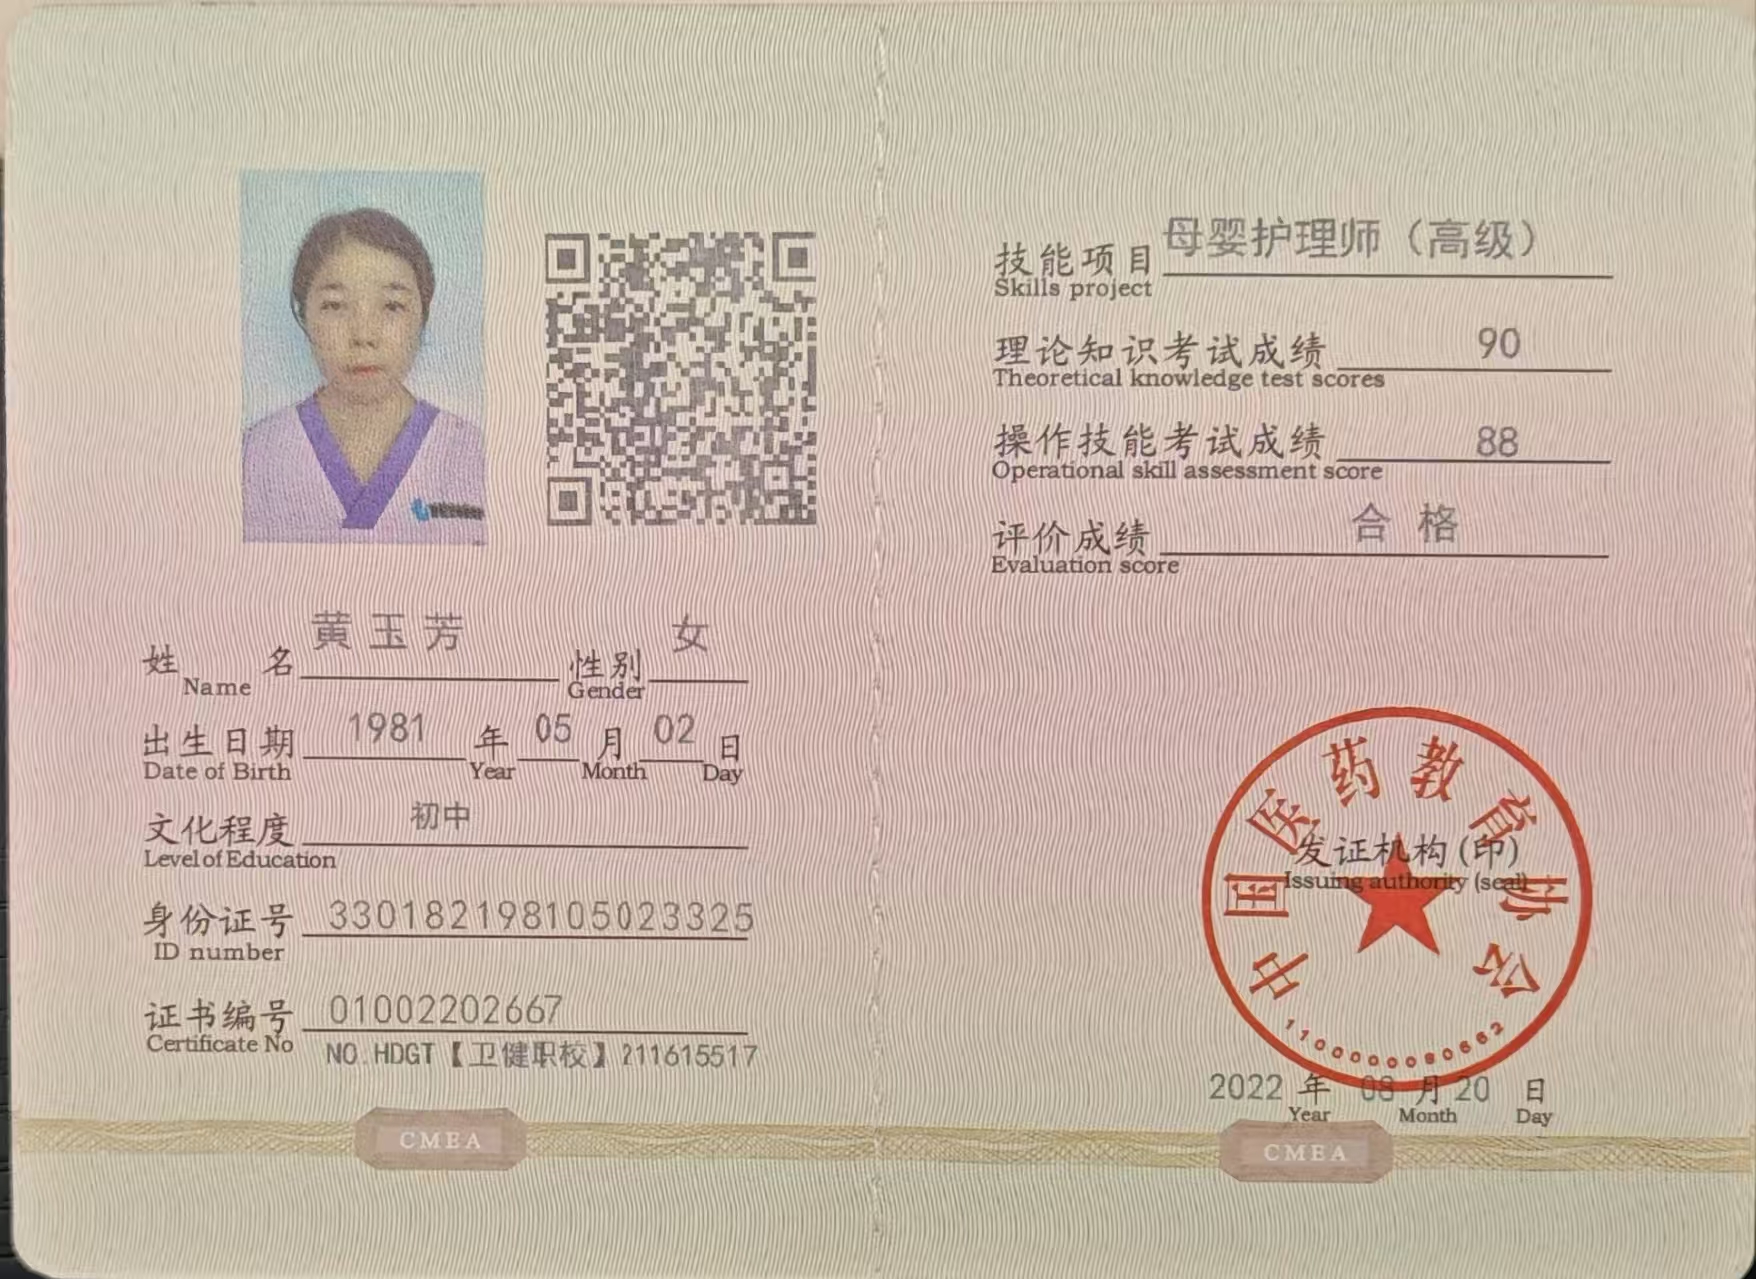 姓名 黄玉芳 性别 女
Name Gender
出生日期 1981 年 05 月 02 日
Date of Birth Year Month Day
文化程度 初中
Level of Education
身份证号 330182198105023325
ID number
证书编号 01002202667
Certificate No NO.HDGT【卫健职校】211615517
CMEA
技能项目 母婴护理师（高级）
Skills project
理论知识考试成绩 90
Theoretical knowledge test scores
操作技能考试成绩 88
Operational skill assessment score
评价成绩 合格
Evaluation score
中国医药教育协会
发证机构(印)
Issuing authority (seal)
1100000080662
2022 年 08 月 20 日
Year Month Day
CMEA